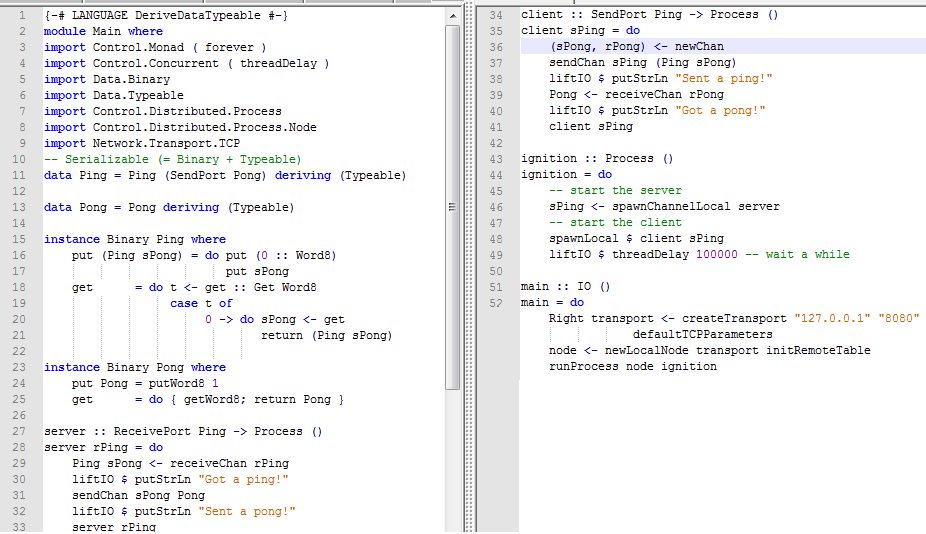 1 {-# LANGUAGE DeriveDataTypeable #-}
2 module Main where
3 import Control.Monad ( forever )
4 import Control.Concurrent ( threadDelay )
5 import Data.Binary
6 import Data.Typeable
7 import Control.Distributed.Process
8 import Control.Distributed.Process.Node
9 import Network.Transport.TCP
10 -- Serializable (= Binary + Typeable)
11 data Ping = Ping (SendPort Pong) deriving (Typeable)
12
13 data Pong = Pong deriving (Typeable)
14
15 instance Binary Ping where
16     put (Ping sPong) = do put (0 :: Word8)
17                           put sPong
18     get      = do t <- get :: Get Word8
19                   case t of
20                        0 -> do sPong <- get
21                                return (Ping sPong)
22
23 instance Binary Pong where
24     put Pong = putWord8 1
25     get      = do { getWord8; return Pong }
26
27 server :: ReceivePort Ping -> Process ()
28 server rPing = do
29     Ping sPong <- receiveChan rPing
30     liftIO $ putStrLn "Got a ping!"
31     sendChan sPong Pong
32     liftIO $ putStrLn "Sent a pong!"
33     server rPing
34 client :: SendPort Ping -> Process ()
35 client sPing = do
36     (sPong, rPong) <- newChan
37     sendChan sPing (Ping sPong)
38     liftIO $ putStrLn "Sent a ping!"
39     Pong <- receiveChan rPong
40     liftIO $ putStrLn "Got a pong!"
41     client sPing
42
43 ignition :: Process ()
44 ignition = do
45     -- start the server
46     sPing <- spawnChannelLocal server
47     -- start the client
48     spawnLocal $ client sPing
49     liftIO $ threadDelay 100000 -- wait a while
50
51 main :: IO ()
52 main = do
    Right transport <- createTransport "127.0.0.1" "8080"
                defaultTCPParameters
    node <- newLocalNode transport initRemoteTable
    runProcess node ignition